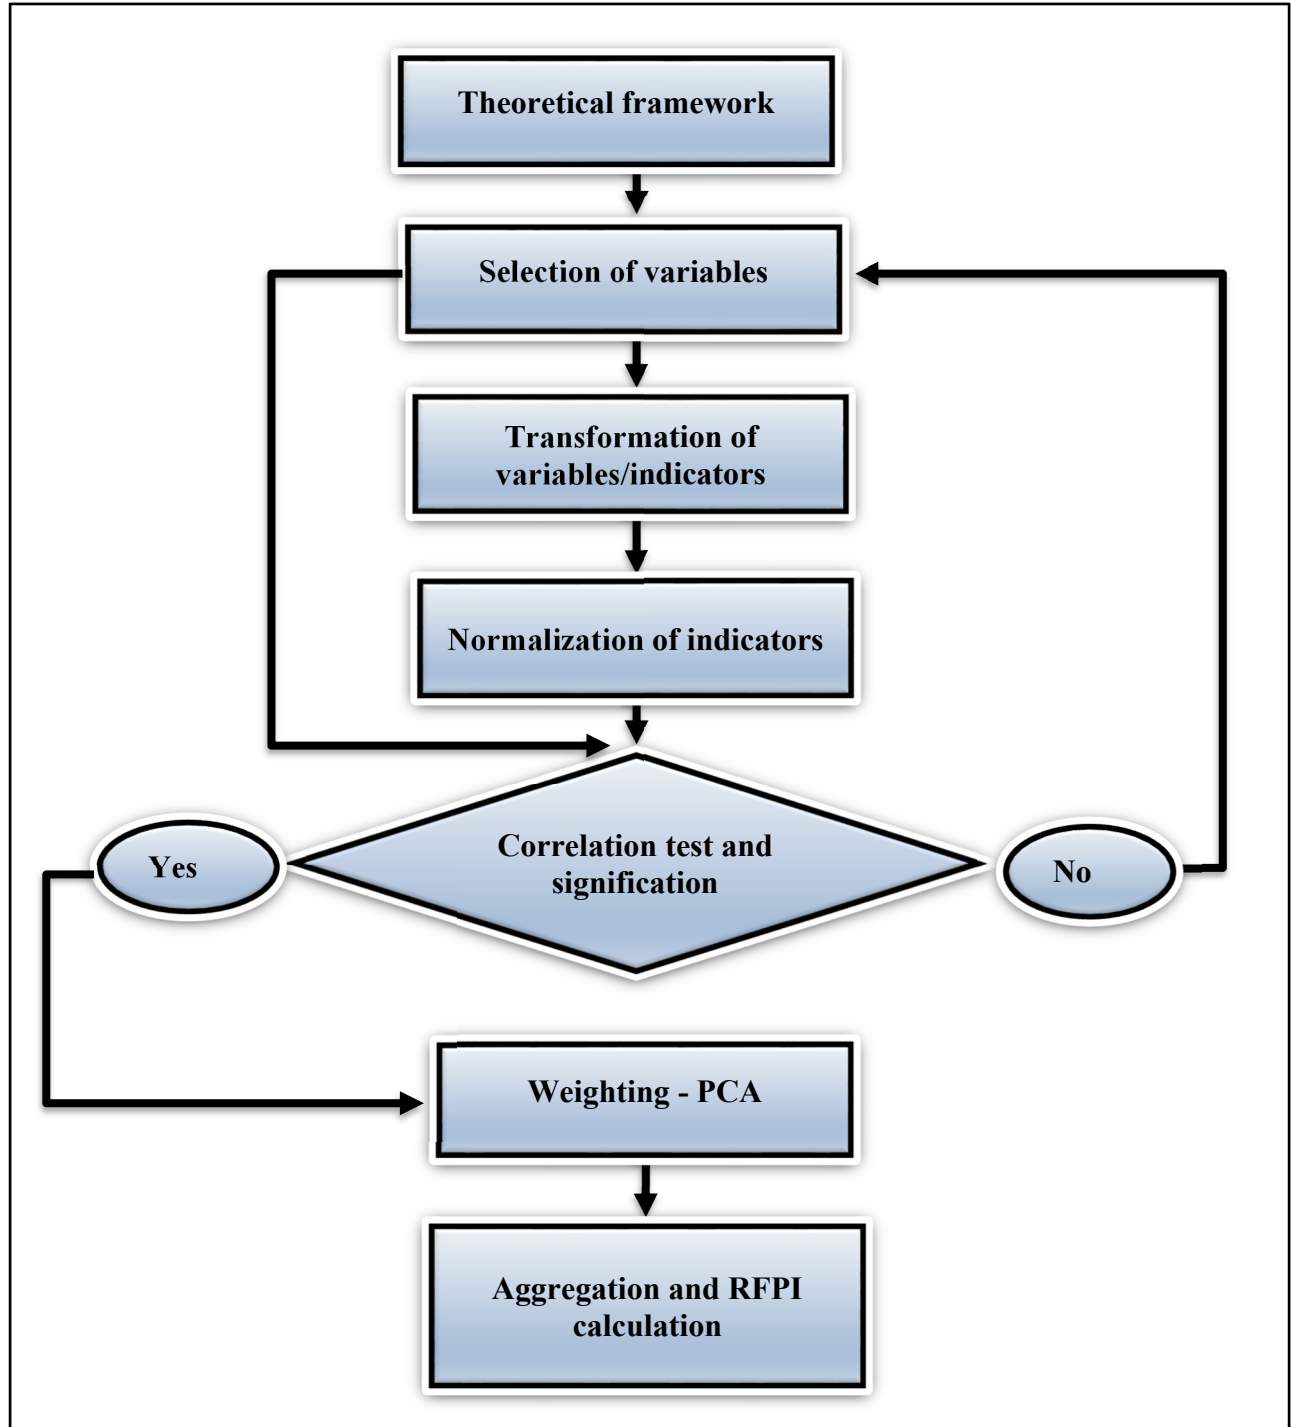 Theoretical framework
Selection of variables
Transformation of
variables/indicators
Normalization of indicators
Correlation test and
signification
Yes
No
Weighting - PCA
Aggregation and RFPI
calculation